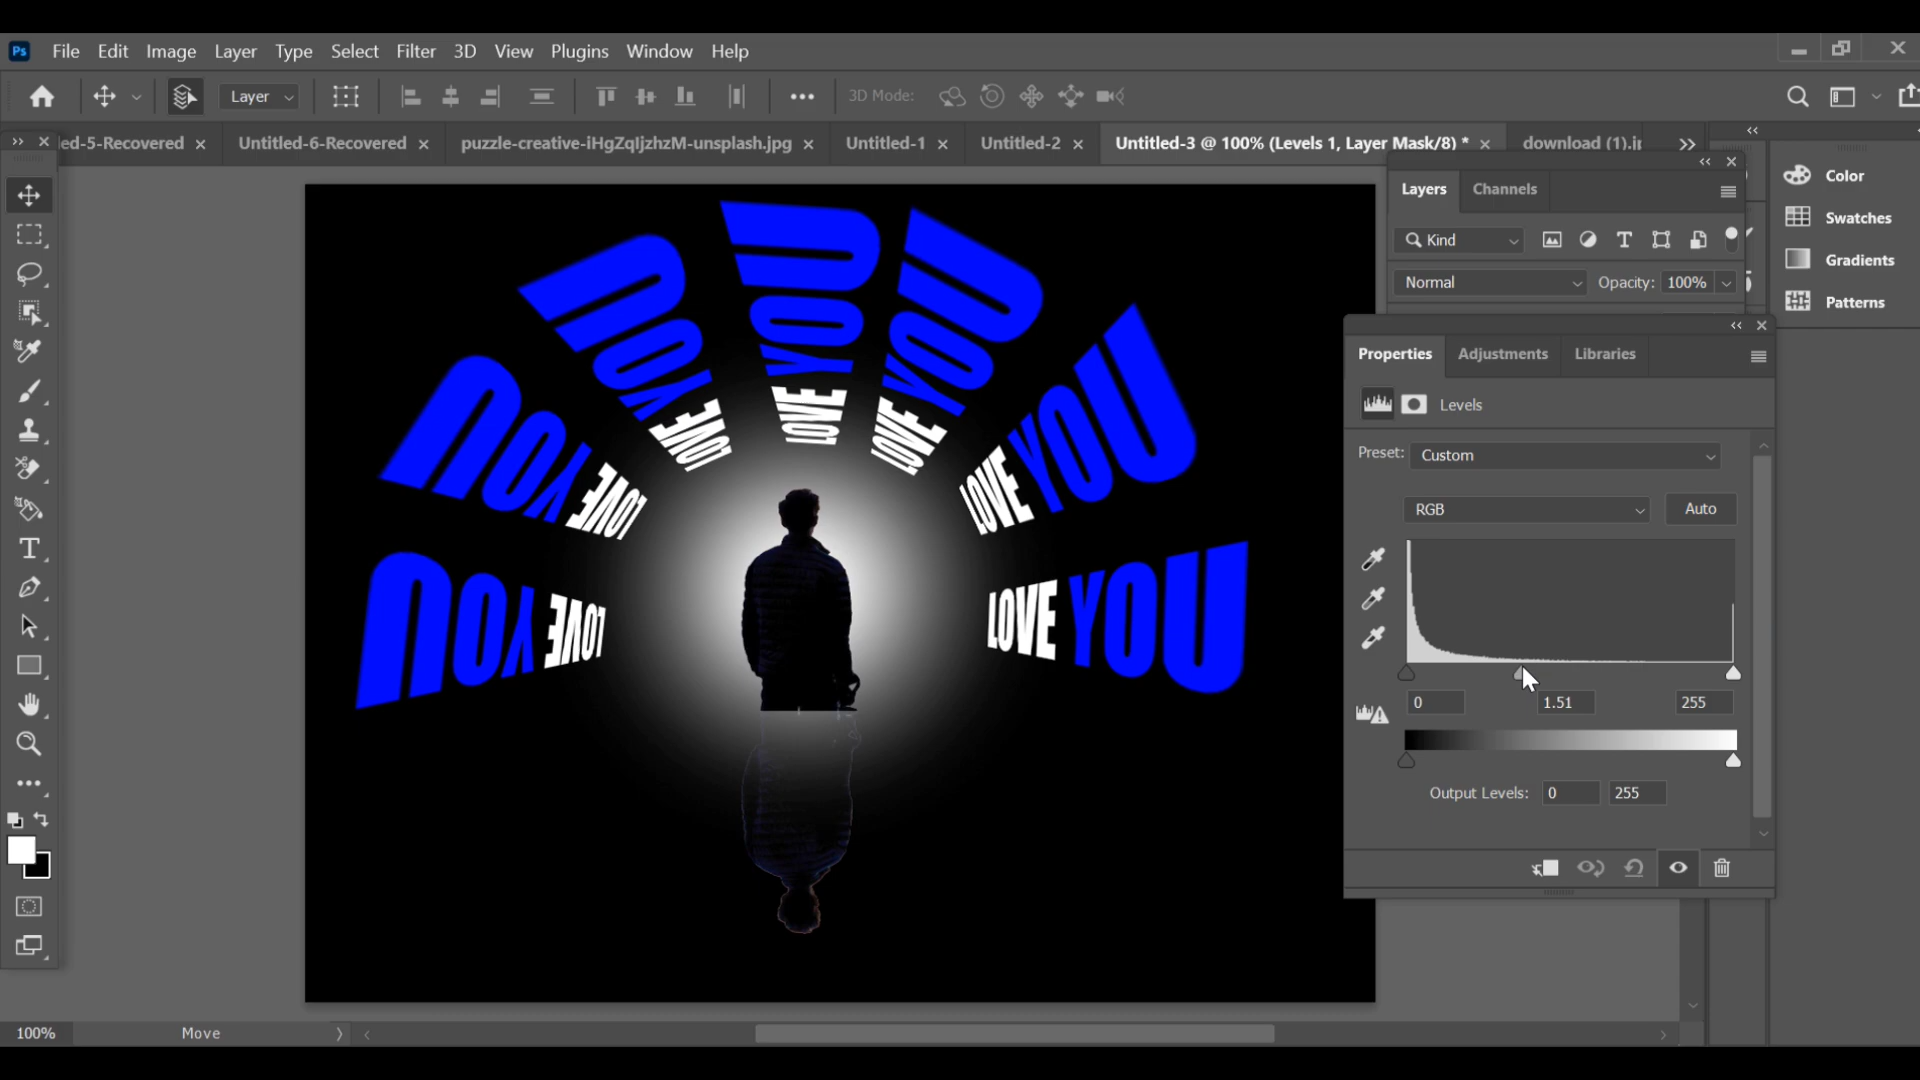 Ps File Edit Image Layer Type Select Filter 3D View Plugins Window Help
Layer 3D Mode:
ed-5-Recovered Untitled-6-Recovered puzzle-creative-iHgZqIjzhzM-unsplash.jpg Untitled-1 Untitled-2 Untitled-3 @ 100% (Levels 1, Layer Mask/8) * download (1).j
Layers Channels
Kind
Normal Opacity: 100%
Color
Swatches
Gradients
Patterns
Properties Adjustments Libraries
Levels
Preset: Custom
RGB Auto
0 1.51 255
Output Levels: 0 255
LOVE YOU
LOVE YOU
LOVE YOU
LOVE YOU
LOVE YOU
LOVE YOU
LOVE YOU
100% Move